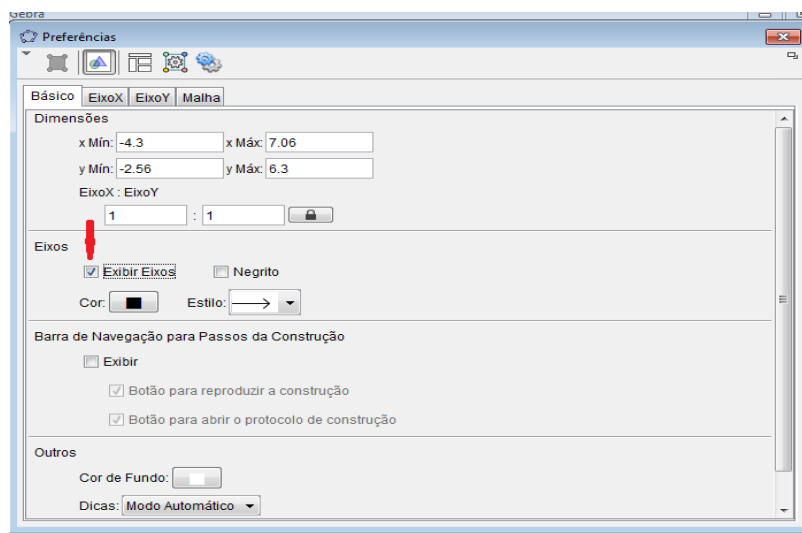 Gebra
Preferências
Básico EixoX EixoY Malha
Dimensões
x Mín: -4.3 x Máx: 7.06
y Mín: -2.56 y Máx: 6.3
EixoX : EixoY
1 : 1
Eixos
Exibir Eixos Negrito
Cor: Estilo:
Barra de Navegação para Passos da Construção
Exibir
Botão para reproduzir a construção
Botão para abrir o protocolo de construção
Outros
Cor de Fundo:
Dicas: Modo Automático